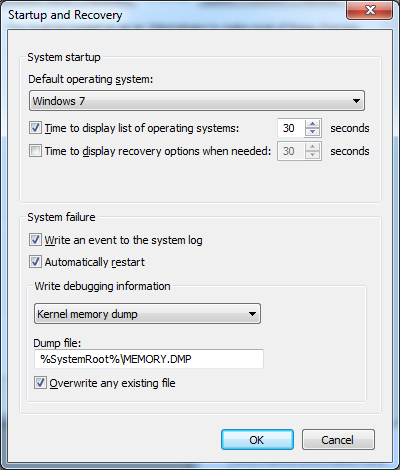 Startup and Recovery
System startup
Default operating system:
Windows 7
Time to display list of operating systems: 30 seconds
Time to display recovery options when needed: 30 seconds
System failure
Write an event to the system log
Automatically restart
Write debugging information
Kernel memory dump
Dump file:
%SystemRoot%\MEMORY.DMP
Overwrite any existing file
OK Cancel